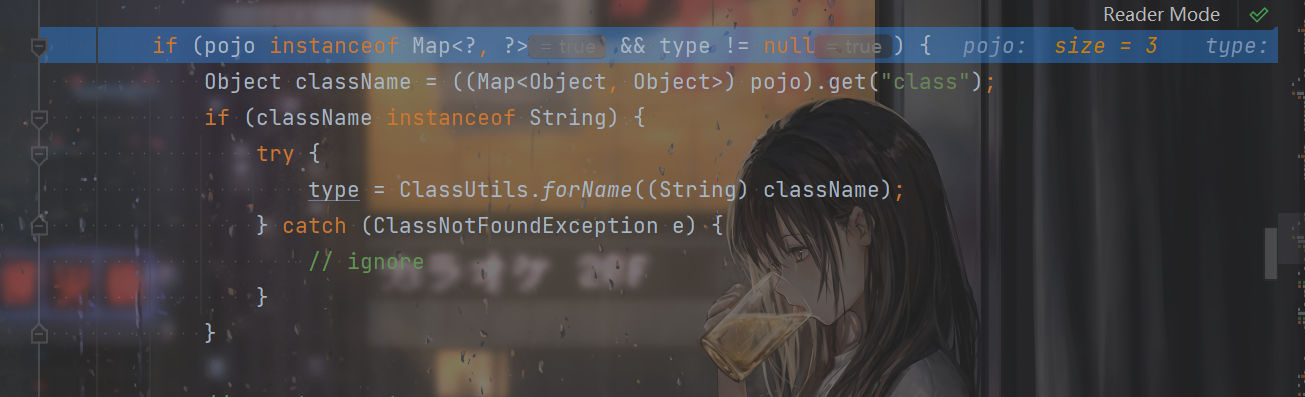 Reader Mode
if (pojo instanceof Map<?, ?> = true && type != null = true ) { pojo: size = 3 type:
Object className = ((Map<Object, Object>) pojo).get("class");
if (className instanceof String) {
try {
type = ClassUtils.forName((String) className);
} catch (ClassNotFoundException e) {
// ignore
カラオケ 2FF
}
}